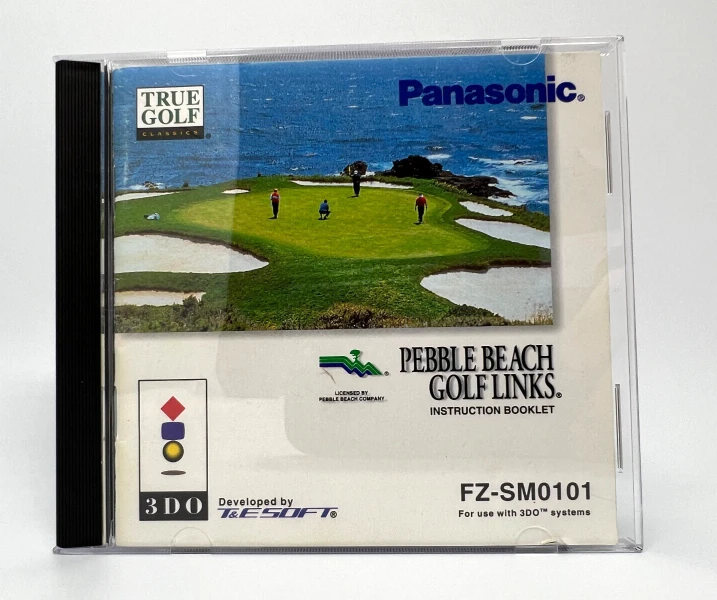 TRUE
GOLF
CLASSICS ®
Panasonic®
PEBBLE BEACH
GOLF LINKS®
INSTRUCTION BOOKLET
®
LICENSED BY
PEBBLE BEACH COMPANY
3DO
Developed by
T&E SOFT®
FZ-SM0101
For use with 3DO™ systems